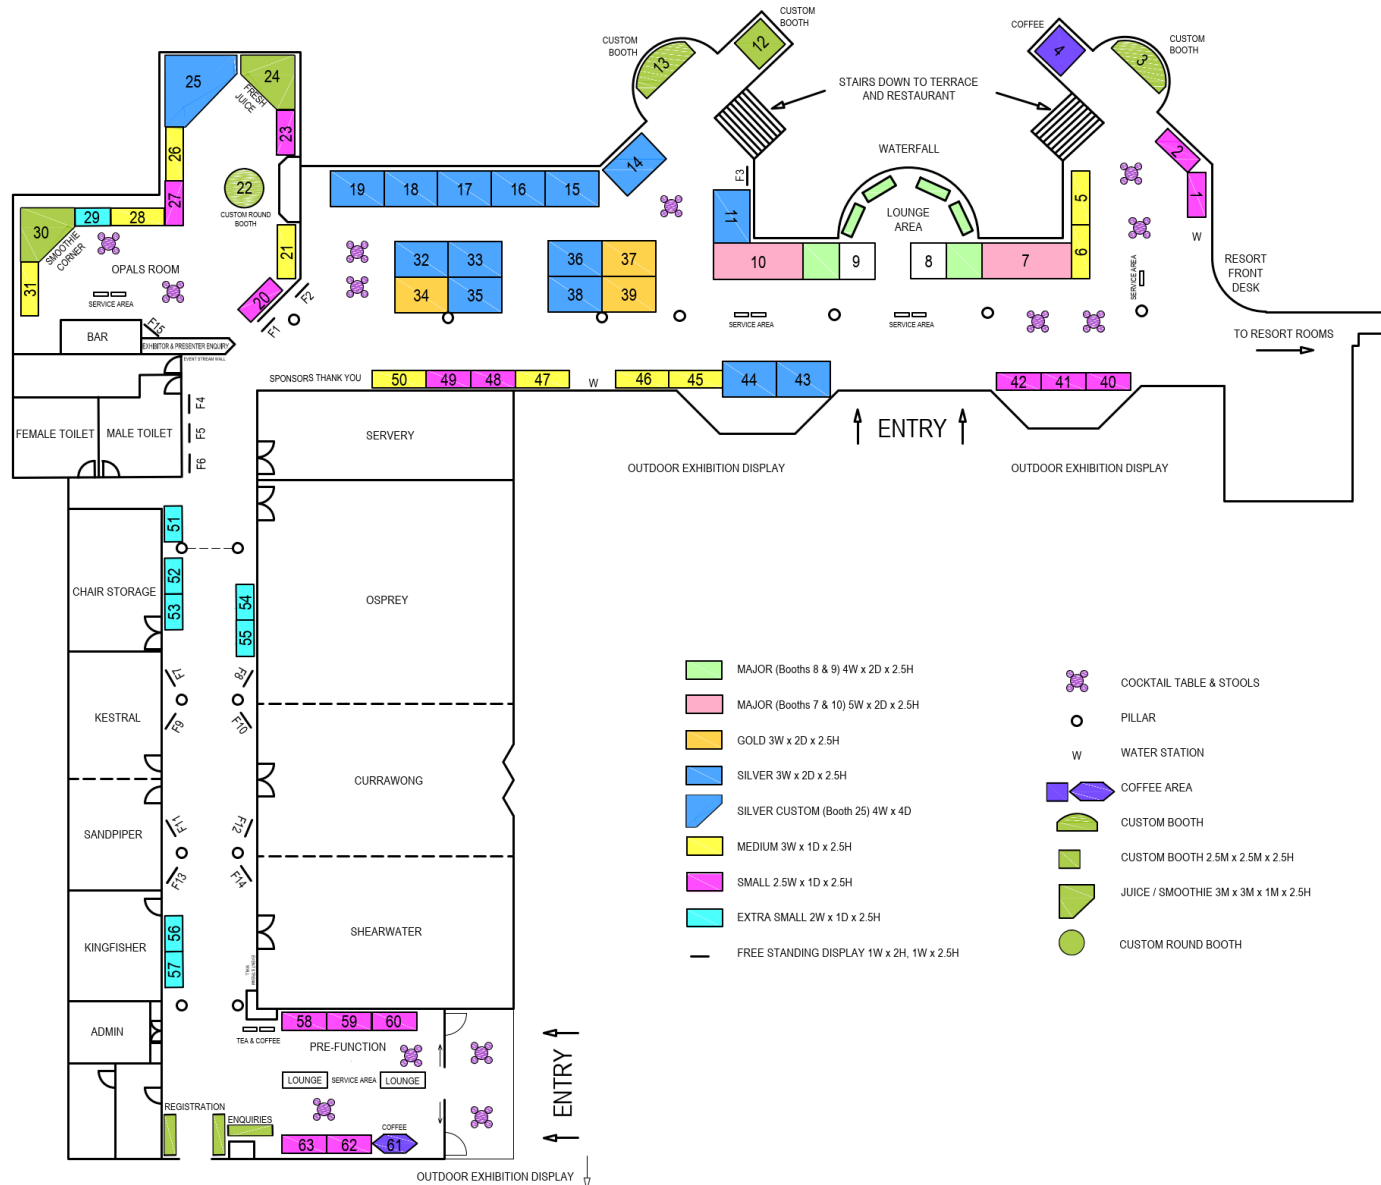 CUSTOM
BOOTH
COFFEE
CUSTOM
BOOTH
CUSTOM
BOOTH
12
13
4
3
STAIRS DOWN TO TERRACE
AND RESTAURANT
25
24
FRESH
JUICE
23
26
27
22
CUSTOM ROUND
BOOTH
WATERFALL
LOUNGE
AREA
14
2
1
W
F3
19
18
17
16
15
11
5
6
30
29
28
SMOOTHIE
CORNER
OPALS ROOM
31
SERVICE AREA
21
20
F2
F1
32
33
34
35
36
37
38
39
10
9
8
7
SERVICE AREA
SERVICE AREA
SERVICE AREA
RESORT
FRONT
DESK
TO RESORT ROOMS
BAR
F15
EXHIBITOR & PRESENTER ENQUIRY
EVENT STREAM WALL
SPONSORS THANK YOU
50
49
48
47
W
46
45
44
43
42
41
40
ENTRY
OUTDOOR EXHIBITION DISPLAY
OUTDOOR EXHIBITION DISPLAY
FEMALE TOILET
MALE TOILET
F4
F5
F6
SERVERY
51
52
53
54
55
CHAIR STORAGE
OSPREY
F7
F8
F9
F10
KESTRAL
CURRAWONG
SANDPIPER
F11
F12
F13
F14
KINGFISHER
56
57
SHEARWATER
ADMIN
TEA & COFFEE
58
59
60
PRE-FUNCTION
LOUNGE
SERVICE AREA
LOUNGE
REGISTRATION
ENQUIRIES
COFFEE
63
62
61
ENTRY
OUTDOOR EXHIBITION DISPLAY
MAJOR (Booths 8 & 9) 4W x 2D x 2.5H
MAJOR (Booths 7 & 10) 5W x 2D x 2.5H
GOLD 3W x 2D x 2.5H
SILVER 3W x 2D x 2.5H
SILVER CUSTOM (Booth 25) 4W x 4D
MEDIUM 3W x 1D x 2.5H
SMALL 2.5W x 1D x 2.5H
EXTRA SMALL 2W x 1D x 2.5H
FREE STANDING DISPLAY 1W x 2H, 1W x 2.5H
COCKTAIL TABLE & STOOLS
PILLAR
W
WATER STATION
COFFEE AREA
CUSTOM BOOTH
CUSTOM BOOTH 2.5M x 2.5M x 2.5H
JUICE / SMOOTHIE 3M x 3M x 1M x 2.5H
CUSTOM ROUND BOOTH